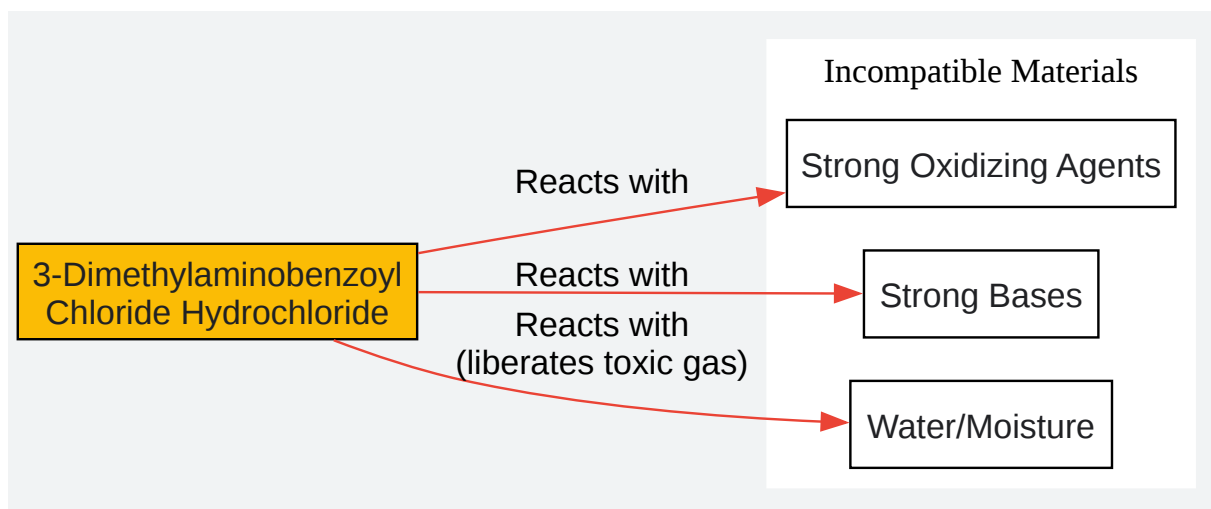 Incompatible Materials
Strong Oxidizing Agents
Reacts with
3-Dimethylaminobenzoyl
Chloride Hydrochloride
Reacts with
Strong Bases
Reacts with
(liberates toxic gas)
Water/Moisture